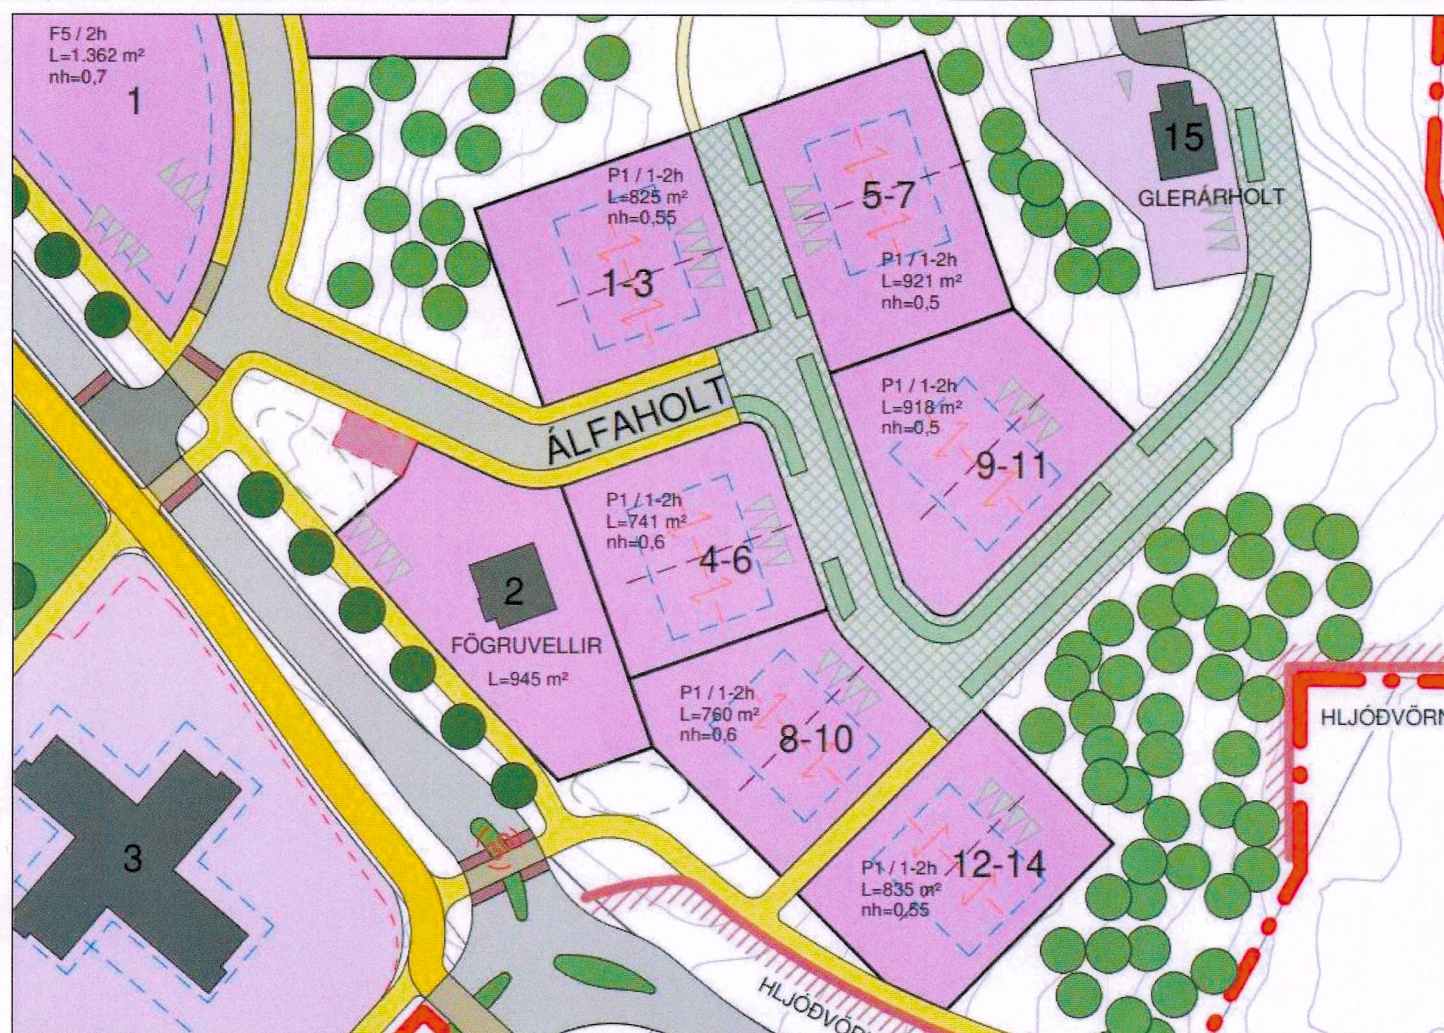 F5 / 2h
L=1.362 m²
nh=0,7
1
P1 / 1-2h
L=825 m²
nh=0,55
1-3
5-7
P1 / 1-2h
L=921 m²
nh=0,5
15
GLERÁRHOLT
ÁLFAHOLT
P1 / 1-2h
L=918 m²
nh=0,5
9-11
P1 / 1-2h
L=741 m²
nh=0,6
4-6
2
FÖGRUVELLIR
L=945 m²
P1 / 1-2h
L=760 m²
nh=0,6
8-10
HLJÓÐVÖRN
3
12-14
P1 / 1-2h
L=835 m²
nh=0,55
HLJÓÐVÖR